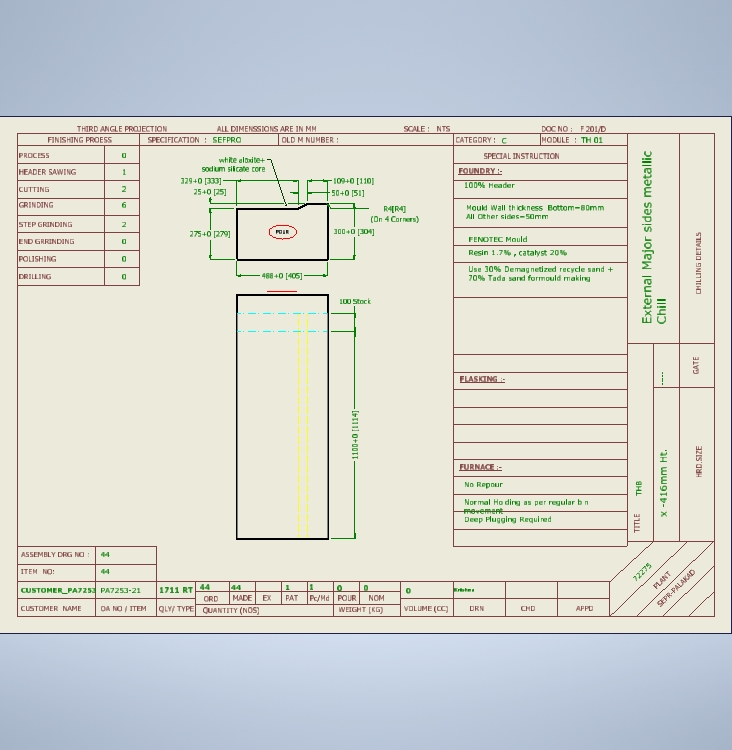 THIRD ANGLE PROJECTION ALL DIMENSSIONS ARE IN MM SCALE : NTS DOC NO : F 201/D
FINISHING PROESS SPECIFICATION : SEFPRO OLD M NUMBER : CATEGORY : C MODULE : TH 01
PROCESS 0
HEADER SAWING 1
CUTTING 2
GRINDING 6
STEP GRINDING 2
END GRRINDING 0
POLISHING 0
DRILLING 0
white aloxite+
sodium silicate core
329+0 [333] 109+0 [110]
25+0 [25] 50+0 [51]
R4[R4]
(On 4 Corners)
275+0 [279] POUR 300+0 [304]
488+0 [405]
100 Stock
1100+0 [1114]
SPECIAL INSTRUCTION
FOUNDRY :-
100% Header
Mould Wall thickness Bottom=80mm
All Other sides=50mm
FENOTEC Mould
Resin 1.7% , catalyst 20%
Use 30% Demagnetized recycle sand +
70% Tada sand formould making
FLASKING :-
FURNACE :-
No Repour
Normal Holding as per regular bin
movement
Deep Plugging Required
External Major sides metallic
Chill
CHILLING DETAILS
GATE
TITLE THB
x -416mm Ht.
HRD.SIZE
72275
PLANT
SEPR-PALAKAD
ASSEMBLY DRG NO : 44
ITEM NO: 44
CUSTOMER_PA7253 PA7253-21 1711 RT 44 44 1 1 0 0 0
ORD MADE EX PAT Pc/Md POUR NOM
CUSTOMER NAME OA NO / ITEM QLY/ TYPE QUANTITY (NOS) WEIGHT (KG) VOLUME (CC) DRN CHD APPD